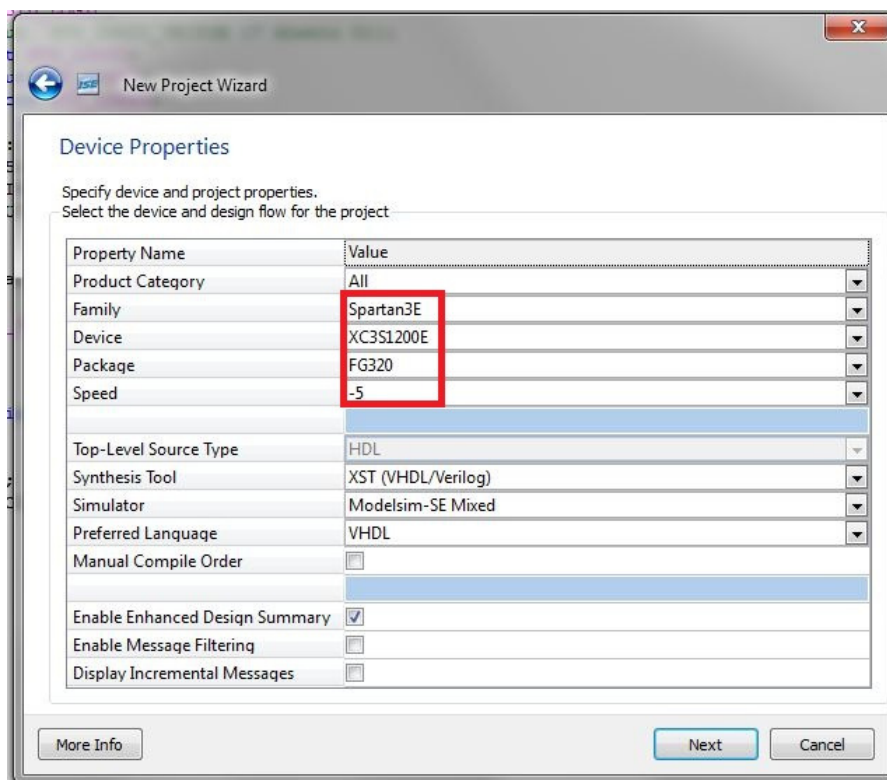 ISE New Project Wizard
Device Properties
Specify device and project properties.
Select the device and design flow for the project
Property Name Value
Product Category All
Family Spartan3E
Device XC3S1200E
Package FG320
Speed -5
Top-Level Source Type HDL
Synthesis Tool XST (VHDL/Verilog)
Simulator Modelsim-SE Mixed
Preferred Language VHDL
Manual Compile Order
Enable Enhanced Design Summary
Enable Message Filtering
Display Incremental Messages
More Info Next Cancel